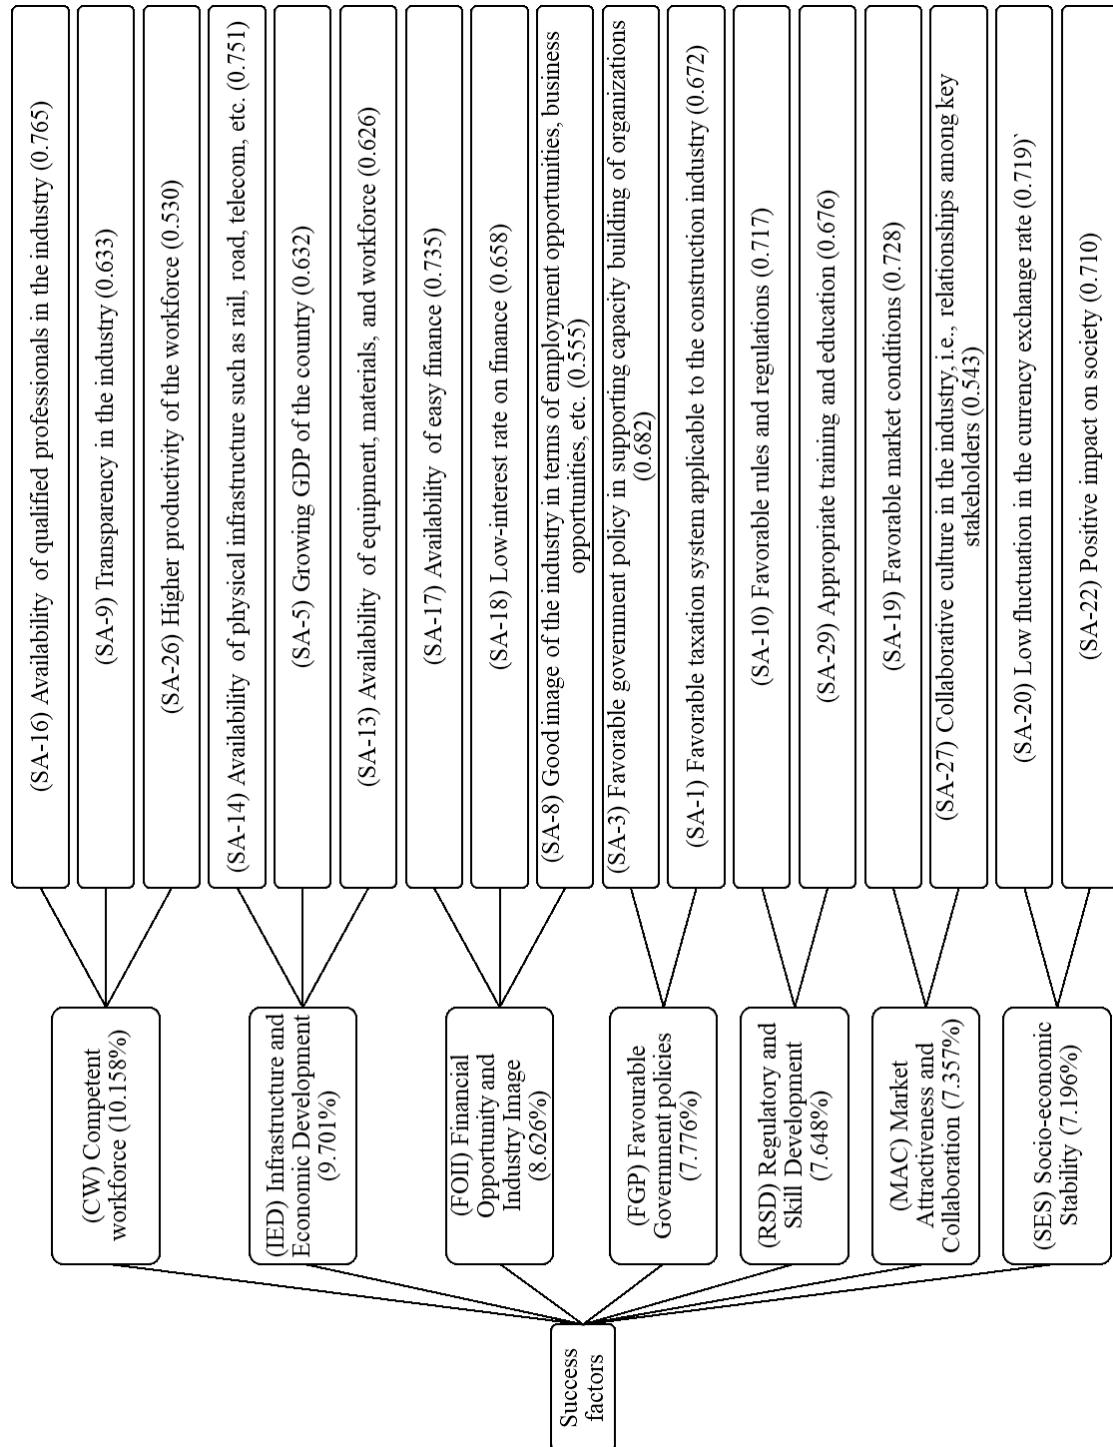 Success
factors
(CW) Competent
workforce (10.158%)
(IED) Infrastructure and
Economic Development
(9.701%)
(FOII) Financial
Opportunity and
Industry Image
(8.626%)
(FGP) Favourable
Government policies
(7.776%)
(RSD) Regulatory and
Skill Development
(7.648%)
(MAC) Market
Attractiveness and
Collaboration (7.357%)
(SES) Socio-economic
Stability (7.196%)
(SA-16) Availability of qualified professionals in the industry (0.765)
(SA-9) Transparency in the industry (0.633)
(SA-26) Higher productivity of the workforce (0.530)
(SA-14) Availability of physical infrastructure such as rail, road, telecom, etc. (0.751)
(SA-5) Growing GDP of the country (0.632)
(SA-13) Availability of equipment, materials, and workforce (0.626)
(SA-17) Availability of easy finance (0.735)
(SA-18) Low-interest rate on finance (0.658)
(SA-8) Good image of the industry in terms of employment opportunities, business
opportunities, etc. (0.555)
(SA-3) Favorable government policy in supporting capacity building of organizations
(0.682)
(SA-1) Favorable taxation system applicable to the construction industry (0.672)
(SA-10) Favorable rules and regulations (0.717)
(SA-29) Appropriate training and education (0.676)
(SA-19) Favorable market conditions (0.728)
(SA-27) Collaborative culture in the industry, i.e., relationships among key
stakeholders (0.543)
(SA-20) Low fluctuation in the currency exchange rate (0.719)`
(SA-22) Positive impact on society (0.710)